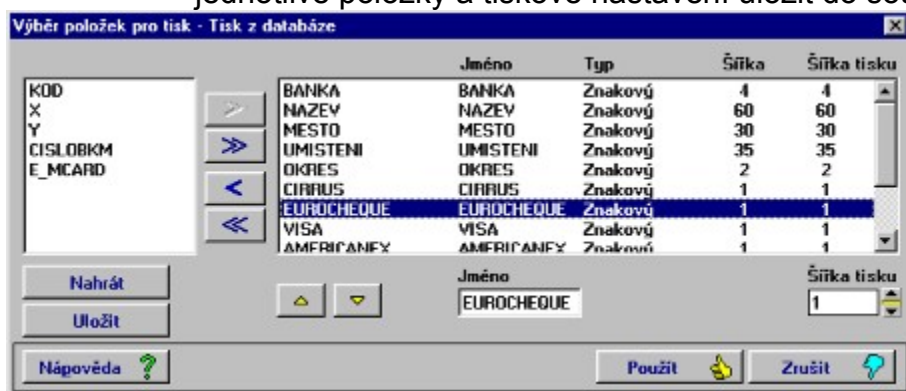 jednotlivé položky a tiskové nastavení uložit do sou
Výběr položek pro tisk - Tisk z databáze
Jméno Typ Šířka Šířka tisku
KOD
X
Y
CISLOBKM
E_MCARD
BANKA BANKA Znakový 4 4
NAZEV NAZEV Znakový 60 60
MESTO MESTO Znakový 30 30
UMISTENI UMISTENI Znakový 35 35
OKRES OKRES Znakový 2 2
CIRRUS CIRRUS Znakový 1 1
EUROCHEQUE EUROCHEQUE Znakový 1 1
VISA VISA Znakový 1 1
AMERICANEX AMERICANEX Znakový 1 1
Nahrát
Uložit
Jméno
EUROCHEQUE
Šířka tisku
1
Nápověda
Použít
Zrušit